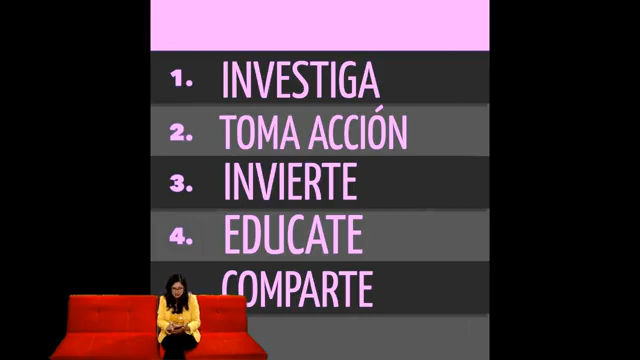 1. INVESTIGA
2. TOMA ACCIÓN
3. INVIERTE
4. EDUCATE
COMPARTE